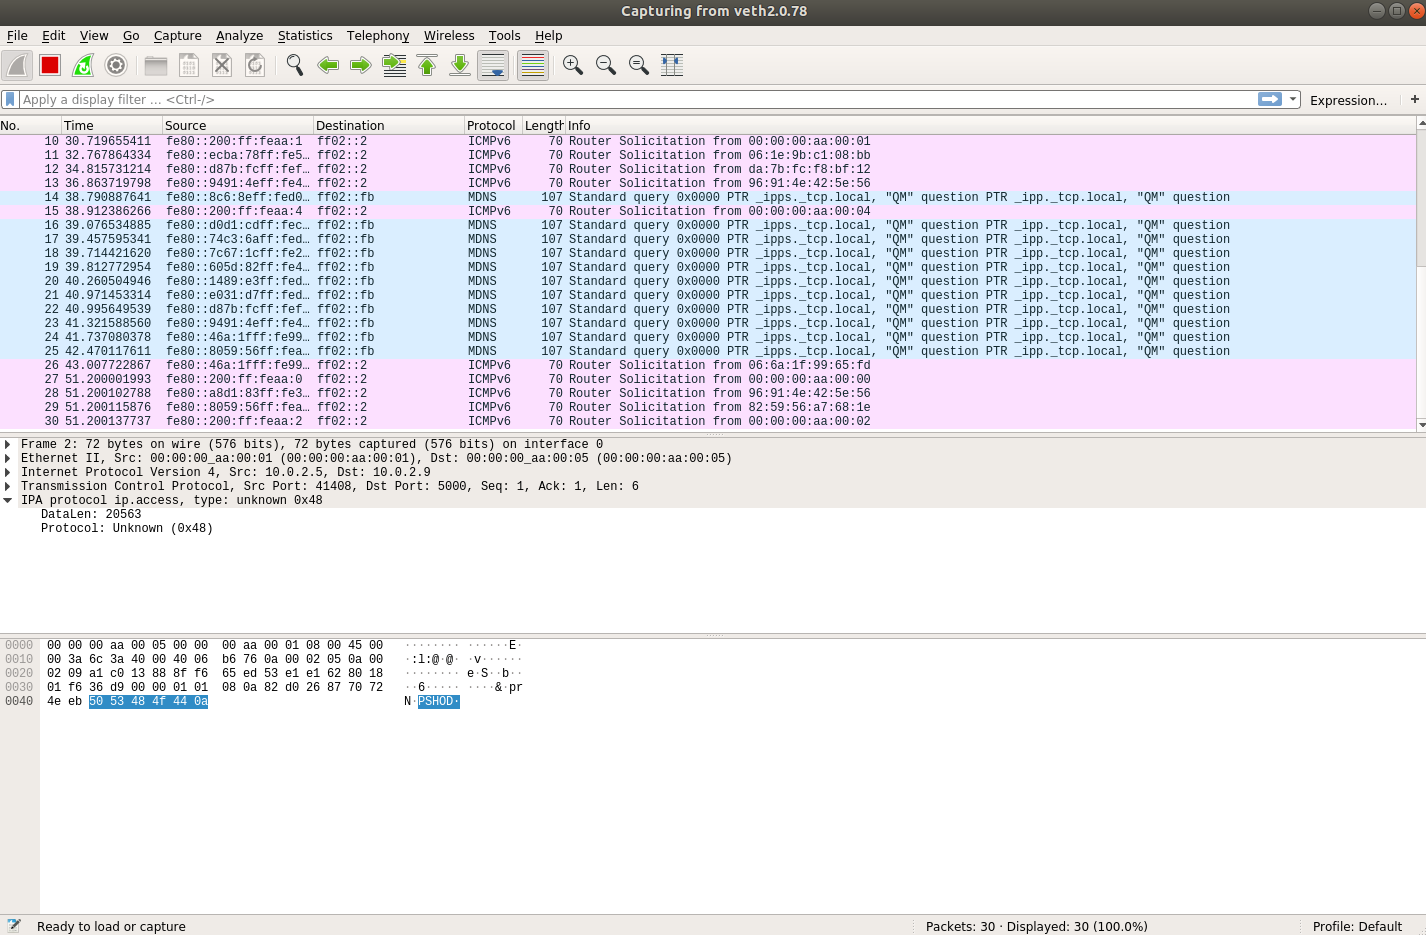 Capturing from veth2.0.78
File Edit View Go Capture Analyze Statistics Telephony Wireless Tools Help
Apply a display filter ... <Ctrl-/> Expression... +
No. Time Source Destination Protocol Length Info
10 30.719655411 fe80::200:ff:feaa:1 ff02::2 ICMPv6 70 Router Solicitation from 00:00:00:aa:00:01
11 32.767864334 fe80::ecba:78ff:fe5… ff02::2 ICMPv6 70 Router Solicitation from 06:1e:9b:c1:08:bb
12 34.815731214 fe80::d87b:fcff:fef… ff02::2 ICMPv6 70 Router Solicitation from da:7b:fc:f8:bf:12
13 36.863719798 fe80::9491:4eff:fe4… ff02::2 ICMPv6 70 Router Solicitation from 96:91:4e:42:5e:56
14 38.790887641 fe80::8c6:8eff:fed0… ff02::fb MDNS 107 Standard query 0x0000 PTR _ipps._tcp.local, "QM" question PTR _ipp._tcp.local, "QM" question
15 38.912386266 fe80::200:ff:feaa:4 ff02::2 ICMPv6 70 Router Solicitation from 00:00:00:aa:00:04
16 39.076534885 fe80::d0d1:cdff:fec… ff02::fb MDNS 107 Standard query 0x0000 PTR _ipps._tcp.local, "QM" question PTR _ipp._tcp.local, "QM" question
17 39.457595341 fe80::74c3:6aff:fed… ff02::fb MDNS 107 Standard query 0x0000 PTR _ipps._tcp.local, "QM" question PTR _ipp._tcp.local, "QM" question
18 39.714421620 fe80::7c67:1cff:fe2… ff02::fb MDNS 107 Standard query 0x0000 PTR _ipps._tcp.local, "QM" question PTR _ipp._tcp.local, "QM" question
19 39.812772954 fe80::605d:82ff:fe4… ff02::fb MDNS 107 Standard query 0x0000 PTR _ipps._tcp.local, "QM" question PTR _ipp._tcp.local, "QM" question
20 40.260504946 fe80::1489:e3ff:fed… ff02::fb MDNS 107 Standard query 0x0000 PTR _ipps._tcp.local, "QM" question PTR _ipp._tcp.local, "QM" question
21 40.971453314 fe80::e031:d7ff:fed… ff02::fb MDNS 107 Standard query 0x0000 PTR _ipps._tcp.local, "QM" question PTR _ipp._tcp.local, "QM" question
22 40.995649539 fe80::d87b:fcff:fef… ff02::fb MDNS 107 Standard query 0x0000 PTR _ipps._tcp.local, "QM" question PTR _ipp._tcp.local, "QM" question
23 41.321588560 fe80::9491:4eff:fe4… ff02::fb MDNS 107 Standard query 0x0000 PTR _ipps._tcp.local, "QM" question PTR _ipp._tcp.local, "QM" question
24 41.737080378 fe80::46a:1fff:fe99… ff02::fb MDNS 107 Standard query 0x0000 PTR _ipps._tcp.local, "QM" question PTR _ipp._tcp.local, "QM" question
25 42.470117611 fe80::8059:56ff:fea… ff02::fb MDNS 107 Standard query 0x0000 PTR _ipps._tcp.local, "QM" question PTR _ipp._tcp.local, "QM" question
26 43.007722867 fe80::46a:1fff:fe99… ff02::2 ICMPv6 70 Router Solicitation from 06:6a:1f:99:65:fd
27 51.200001993 fe80::200:ff:feaa:0 ff02::2 ICMPv6 70 Router Solicitation from 00:00:00:aa:00:00
28 51.200102788 fe80::a8d1:83ff:fe3… ff02::2 ICMPv6 70 Router Solicitation from 96:91:4e:42:5e:56
29 51.200115876 fe80::8059:56ff:fea… ff02::2 ICMPv6 70 Router Solicitation from 82:59:56:a7:68:1e
30 51.200137737 fe80::200:ff:feaa:2 ff02::2 ICMPv6 70 Router Solicitation from 00:00:00:aa:00:02
Frame 2: 72 bytes on wire (576 bits), 72 bytes captured (576 bits) on interface 0
Ethernet II, Src: 00:00:00_aa:00:01 (00:00:00:aa:00:01), Dst: 00:00:00_aa:00:05 (00:00:00:aa:00:05)
Internet Protocol Version 4, Src: 10.0.2.5, Dst: 10.0.2.9
Transmission Control Protocol, Src Port: 41408, Dst Port: 5000, Seq: 1, Ack: 1, Len: 6
IPA protocol ip.access, type: unknown 0x48
DataLen: 20563
Protocol: Unknown (0x48)
0000 00 00 00 aa 00 05 00 00 00 aa 00 01 08 00 45 00 ········ ······E·
0010 00 3a 6c 3a 40 00 40 06 b6 76 0a 00 02 05 0a 00 ·:l:@·@· ·v······
0020 02 09 a1 c0 13 88 8f f6 65 ed 53 e1 e1 62 80 18 ········ e·S··b··
0030 01 f6 36 d9 00 00 01 01 08 0a 82 d0 26 87 70 72 ··6····· ····&·pr
0040 4e eb 50 53 48 4f 44 0a N·PSHOD·
Ready to load or capture Packets: 30 · Displayed: 30 (100.0%) Profile: Default